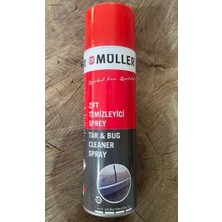 MÜLLER
ZİFT
TEMİZLEYİCİ
SPREY
TAR & BUG
CLEANER
SPRAY